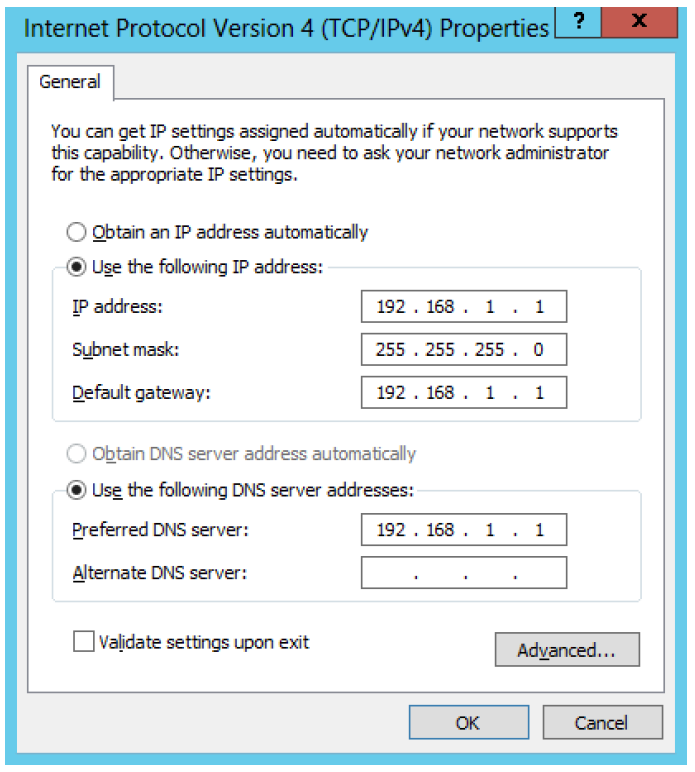 Internet Protocol Version 4 (TCP/IPv4) Properties ? x
General
You can get IP settings assigned automatically if your network supports
this capability. Otherwise, you need to ask your network administrator
for the appropriate IP settings.
Obtain an IP address automatically
Use the following IP address:
IP address: 192 . 168 . 1 . 1
Subnet mask: 255 . 255 . 255 . 0
Default gateway: 192 . 168 . 1 . 1
Obtain DNS server address automatically
Use the following DNS server addresses:
Preferred DNS server: 192 . 168 . 1 . 1
Alternate DNS server: . . .
Validate settings upon exit
Advanced...
OK Cancel